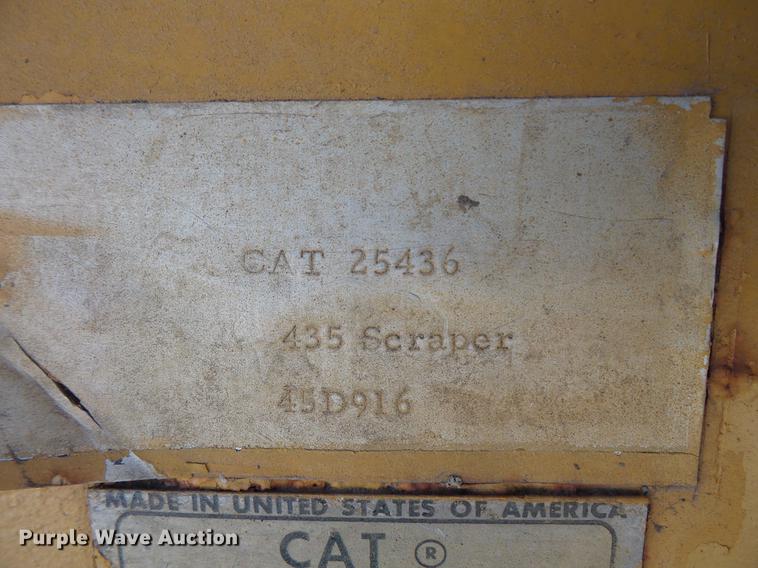 CAT 25436
435 Scraper
45D916
MADE IN UNITED STATES OF AMERICA
CAT ®
Purple Wave Auction